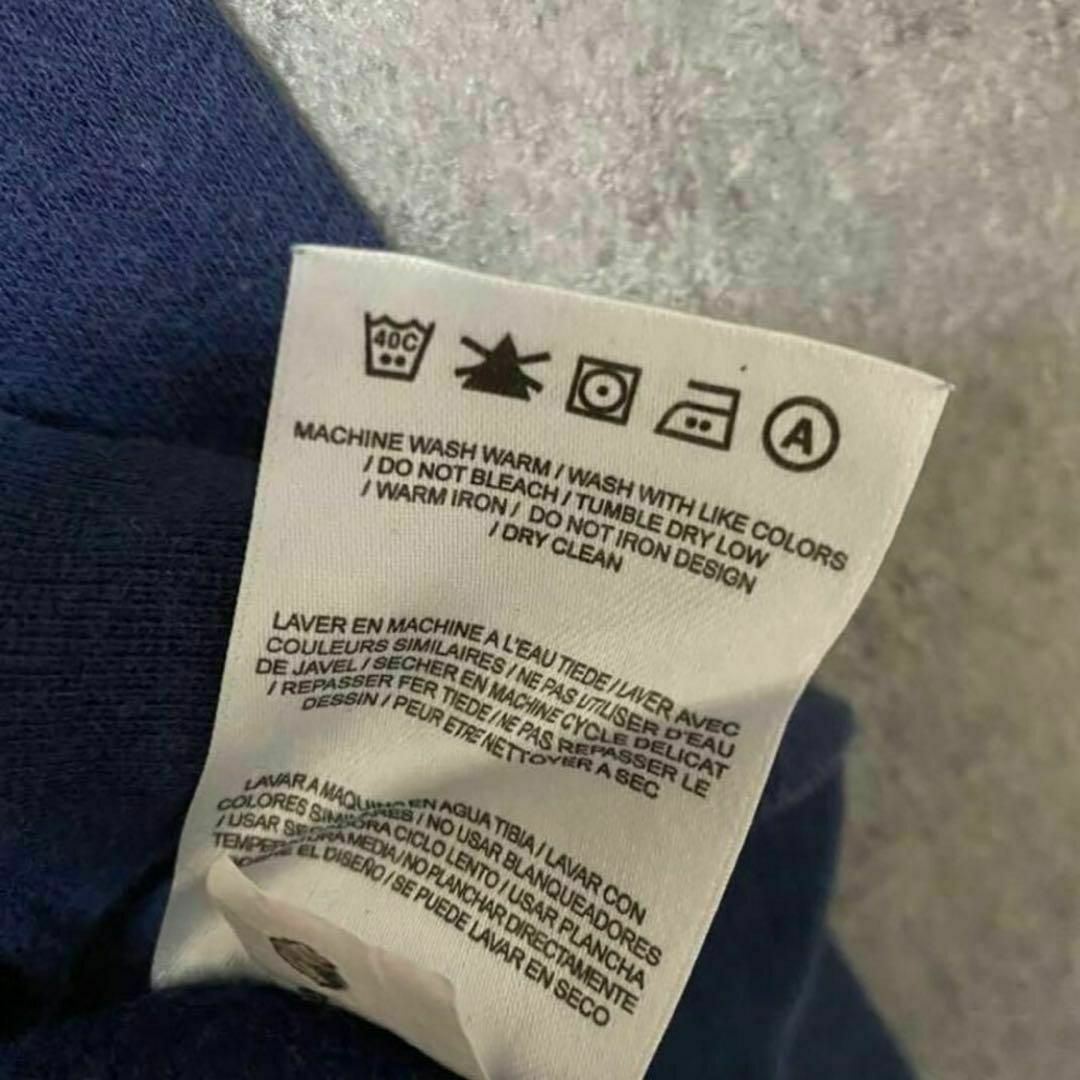 40C
A
MACHINE WASH WARM / WASH WITH LIKE COLORS
/ DO NOT BLEACH / TUMBLE DRY LOW
/ WARM IRON / DO NOT IRON DESIGN
/ DRY CLEAN
LAVER EN MACHINE A L'EAU TIEDE / LAVER AVEC
COULEURS SIMILAIRES / NE PAS UTILISER D'EAU
DE JAVEL / SECHER EN MACHINE CYCLE DELICAT
/ REPASSER FER TIEDE / NE PAS REPASSER LE
DESSIN / PEUR ETRE NETTOYER A SEC
LAVAR A MAQUINA EN AGUA TIBIA / LAVAR CON
COLORES / NO USAR BLANQUEADORES
/ USAR CICLO LENTO / USAR PLANCHA
MEDIA / NO PLANCHAR DIRECTAMENTE
EL DISEÑO / SE PUEDE LAVAR EN SECO